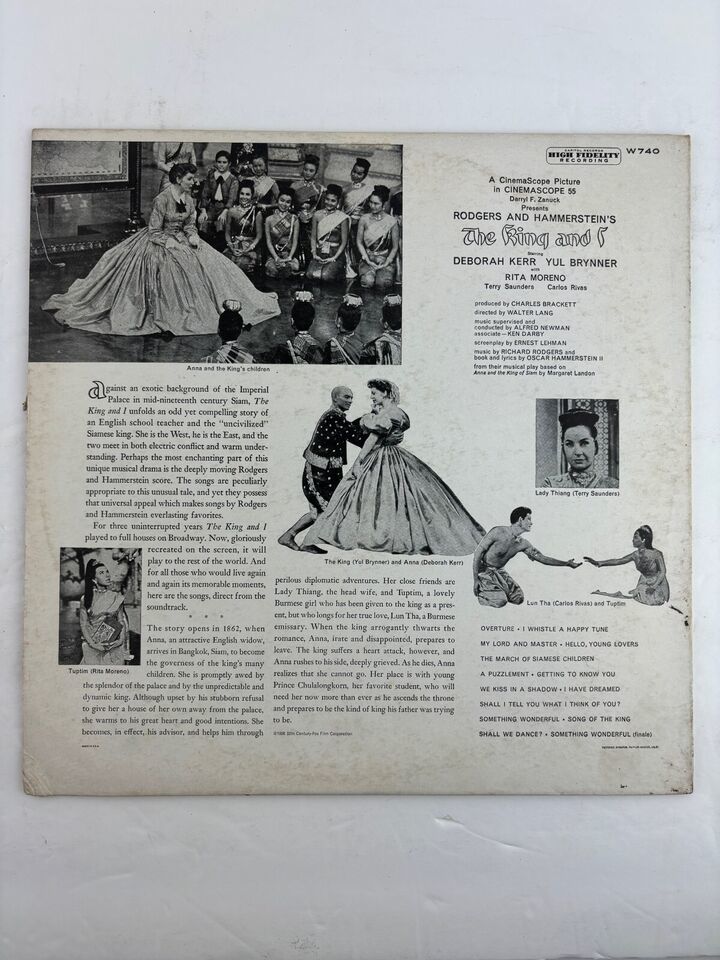 CAPITOL RECORDS
HIGH FIDELITY
RECORDING
W740
A CinemaScope Picture
in CINEMASCOPE 55
Darryl F. Zanuck
Presents
RODGERS AND HAMMERSTEIN'S
The King and I
Starring
DEBORAH KERR YUL BRYNNER
with
RITA MORENO
Terry Saunders Carlos Rivas
produced by CHARLES BRACKETT
directed by WALTER LANG
music supervised and
conducted by ALFRED NEWMAN
associate—KEN DARBY
screenplay by ERNEST LEHMAN
music by RICHARD RODGERS and
book and lyrics by OSCAR HAMMERSTEIN II
from their musical play based on
Anna and the King of Siam by Margaret Landon
Anna and the King's children
against an exotic background of the Imperial
Palace in mid-nineteenth century Siam, The
King and I unfolds an odd yet compelling story of
an English school teacher and the "uncivilized"
Siamese king. She is the West, he is the East, and the
two meet in both electric conflict and warm under-
standing. Perhaps the most enchanting part of this
unique musical drama is the deeply moving Rodgers
and Hammerstein score. The songs are peculiarly
appropriate to this unusual tale, and yet they possess
that universal appeal which makes songs by Rodgers
and Hammerstein everlasting favorites.
For three uninterrupted years The King and I
played to full houses on Broadway. Now, gloriously
recreated on the screen, it will
play to the rest of the world. And
for all those who would live again
and again its memorable moments,
here are the songs, direct from the
soundtrack.
* * *
The story opens in 1862, when
Anna, an attractive English widow,
arrives in Bangkok, Siam, to become
the governess of the king's many
children. She is promptly awed by
the splendor of the palace and by the unpredictable and
dynamic king. Although upset by his stubborn refusal
to give her a house of her own away from the palace,
she warms to his great heart and good intentions. She
becomes, in effect, his advisor, and helps him through
Tuptim (Rita Moreno)
MADE IN U.S.A.
The King (Yul Brynner) and Anna (Deborah Kerr)
perilous diplomatic adventures. Her close friends are
Lady Thiang, the head wife, and Tuptim, a lovely
Burmese girl who has been given to the king as a pres-
ent, but who longs for her true love, Lun Tha, a Burmese
emissary. When the king arrogantly thwarts the
romance, Anna, irate and disappointed, prepares to
leave. The king suffers a heart attack, however, and
Anna rushes to his side, deeply grieved. As he dies, Anna
realizes that she cannot go. Her place is with young
Prince Chulalongkorn, her favorite student, who will
need her now more than ever as he ascends the throne
and prepares to be the kind of king his father was trying
to be.
©1956 20th Century-Fox Film Corporation
Lady Thiang (Terry Saunders)
Lun Tha (Carlos Rivas) and Tuptim
OVERTURE • I WHISTLE A HAPPY TUNE
MY LORD AND MASTER • HELLO, YOUNG LOVERS
THE MARCH OF SIAMESE CHILDREN
A PUZZLEMENT • GETTING TO KNOW YOU
WE KISS IN A SHADOW • I HAVE DREAMED
SHALL I TELL YOU WHAT I THINK OF YOU?
SOMETHING WONDERFUL • SONG OF THE KING
SHALL WE DANCE? • SOMETHING WONDERFUL (finale)